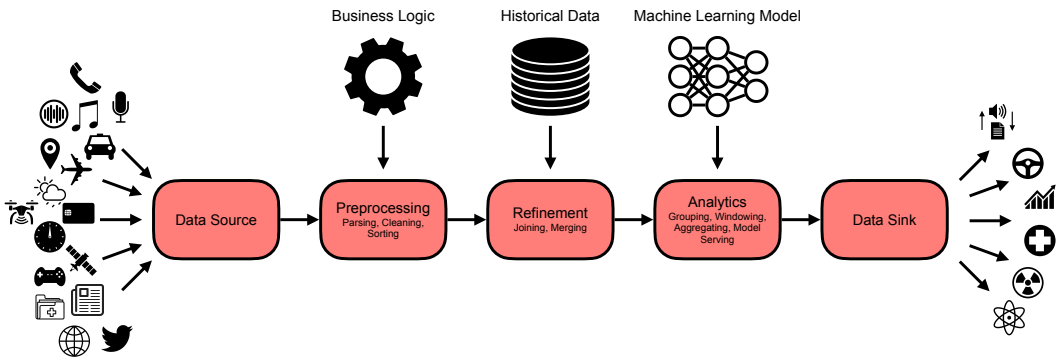 Business Logic
Historical Data
Machine Learning Model
Data Source
Preprocessing
Parsing, Cleaning,
Sorting
Refinement
Joining, Merging
Analytics
Grouping, Windowing,
Aggregating, Model
Serving
Data Sink